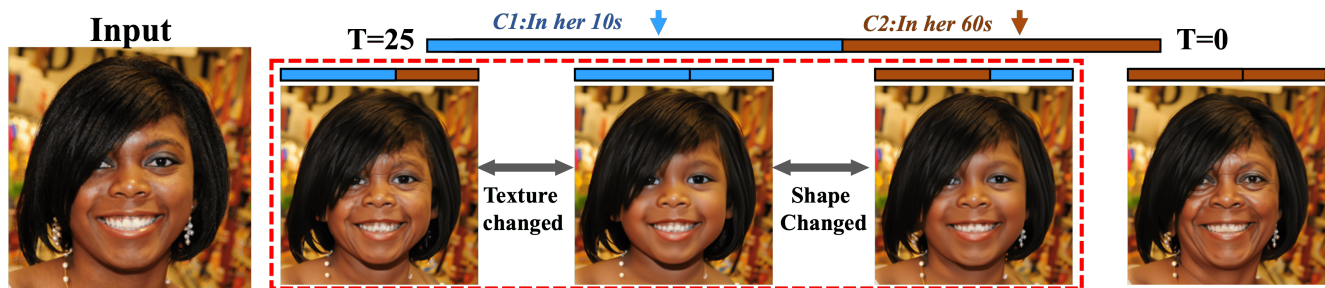 Input
T=25
C1:In her 10s
C2:In her 60s
T=0
Texture
changed
Shape
Changed